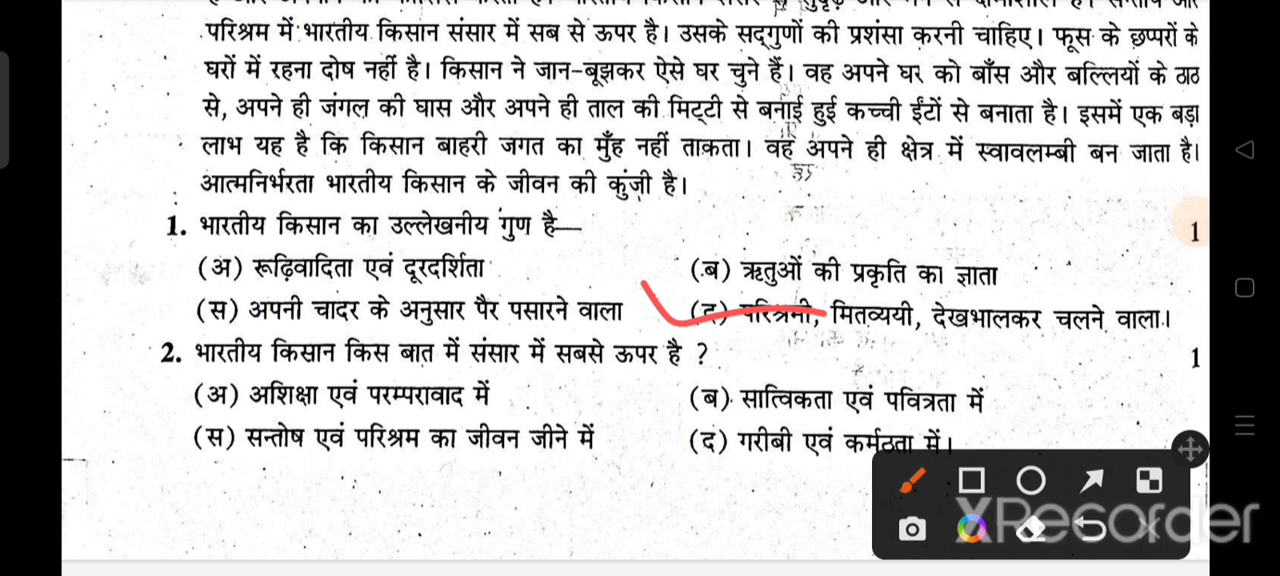 परिश्रम में भारतीय किसान संसार में सब से ऊपर है। उसके सद्‌गुणों की प्रशंसा करनी चाहिए। फूस के छप्परों के
घरों में रहना दोष नहीं है। किसान ने जान-बूझकर ऐसे घर चुने हैं। वह अपने घर को बाँस और बल्लियों के ठाठ
से, अपने ही जंगल की घास और अपने ही ताल की मिट्टी से बनाई हुई कच्ची ईंटों से बनाता है। इसमें एक बड़ा
लाभ यह है कि किसान बाहरी जगत का मुँह नहीं ताकता। वह अपने ही क्षेत्र में स्वावलम्बी बन जाता है।
आत्मनिर्भरता भारतीय किसान के जीवन की कुंजी है।
1. भारतीय किसान का उल्लेखनीय गुण है— 1
(अ) रूढ़िवादिता एवं दूरदर्शिता (ब) ऋतुओं की प्रकृति का ज्ञाता
(स) अपनी चादर के अनुसार पैर पसारने वाला (द) परिश्रमी, मितव्ययी, देखभालकर चलने वाला।
2. भारतीय किसान किस बात में संसार में सबसे ऊपर है ? 1
(अ) अशिक्षा एवं परम्परावाद में (ब) सात्विकता एवं पवित्रता में
(स) सन्तोष एवं परिश्रम का जीवन जीने में (द) गरीबी एवं कर्मठता में।
XRecorder